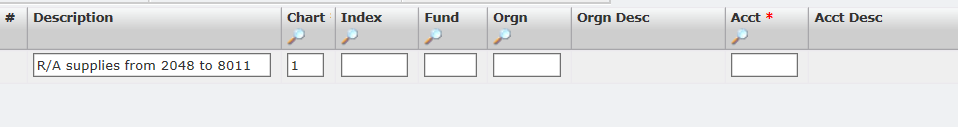 # Description Chart Index Fund Orgn Orgn Desc Acct * Acct Desc
R/A supplies from 2048 to 8011 1